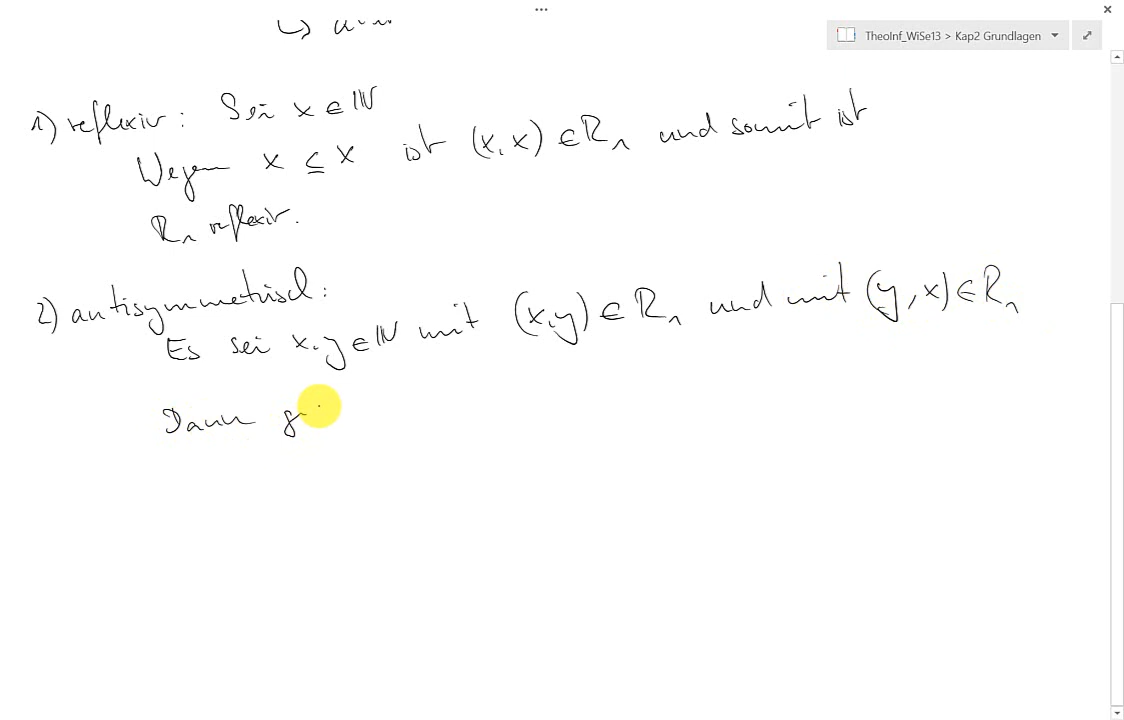 TheoInf_WiSe13 > Kap2 Grundlagen
1) reflexiv: Sei x ∈ ℕ
Wegen x ≤ x ist (x, x) ∈ R₁ und somit ist
R₁ reflexiv.
2) antisymmetrisch:
Es sei x, y ∈ ℕ mit (x, y) ∈ R₁ und mit (y, x) ∈ R₁
Dann g